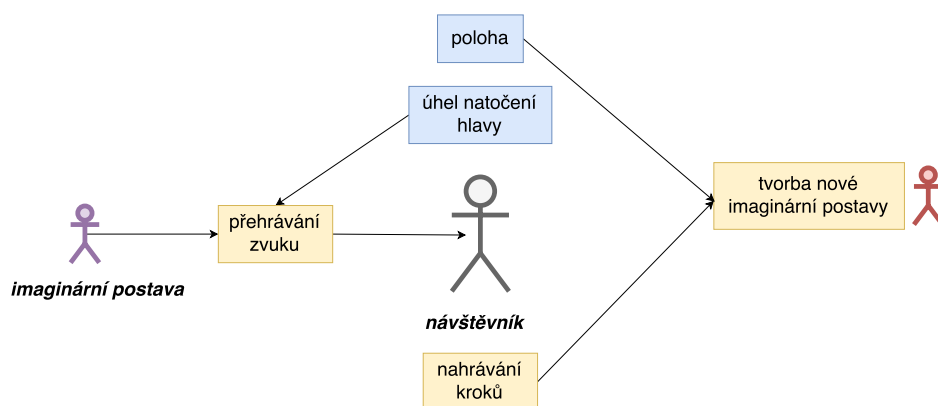 poloha
úhel natočení
hlavy
tvorba nové
imaginární postavy
přehrávání
zvuku
imaginární postava
návštěvník
nahrávání
kroků